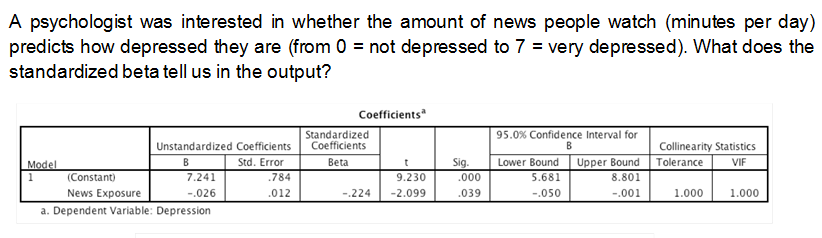 A psychologist was interested in whether the amount of news people watch (minutes per day)
predicts how depressed they are (from 0 = not depressed to 7 = very depressed). What does the
standardized beta tell us in the output?
Coefficientsᵃ
Model Unstandardized Coefficients Standardized Coefficients t Sig. 95.0% Confidence Interval for B Collinearity Statistics
B Std. Error Beta Lower Bound Upper Bound Tolerance VIF
1 (Constant) 7.241 .784 9.230 .000 5.681 8.801
News Exposure -.026 .012 -.224 -2.099 .039 -.050 -.001 1.000 1.000
a. Dependent Variable: Depression